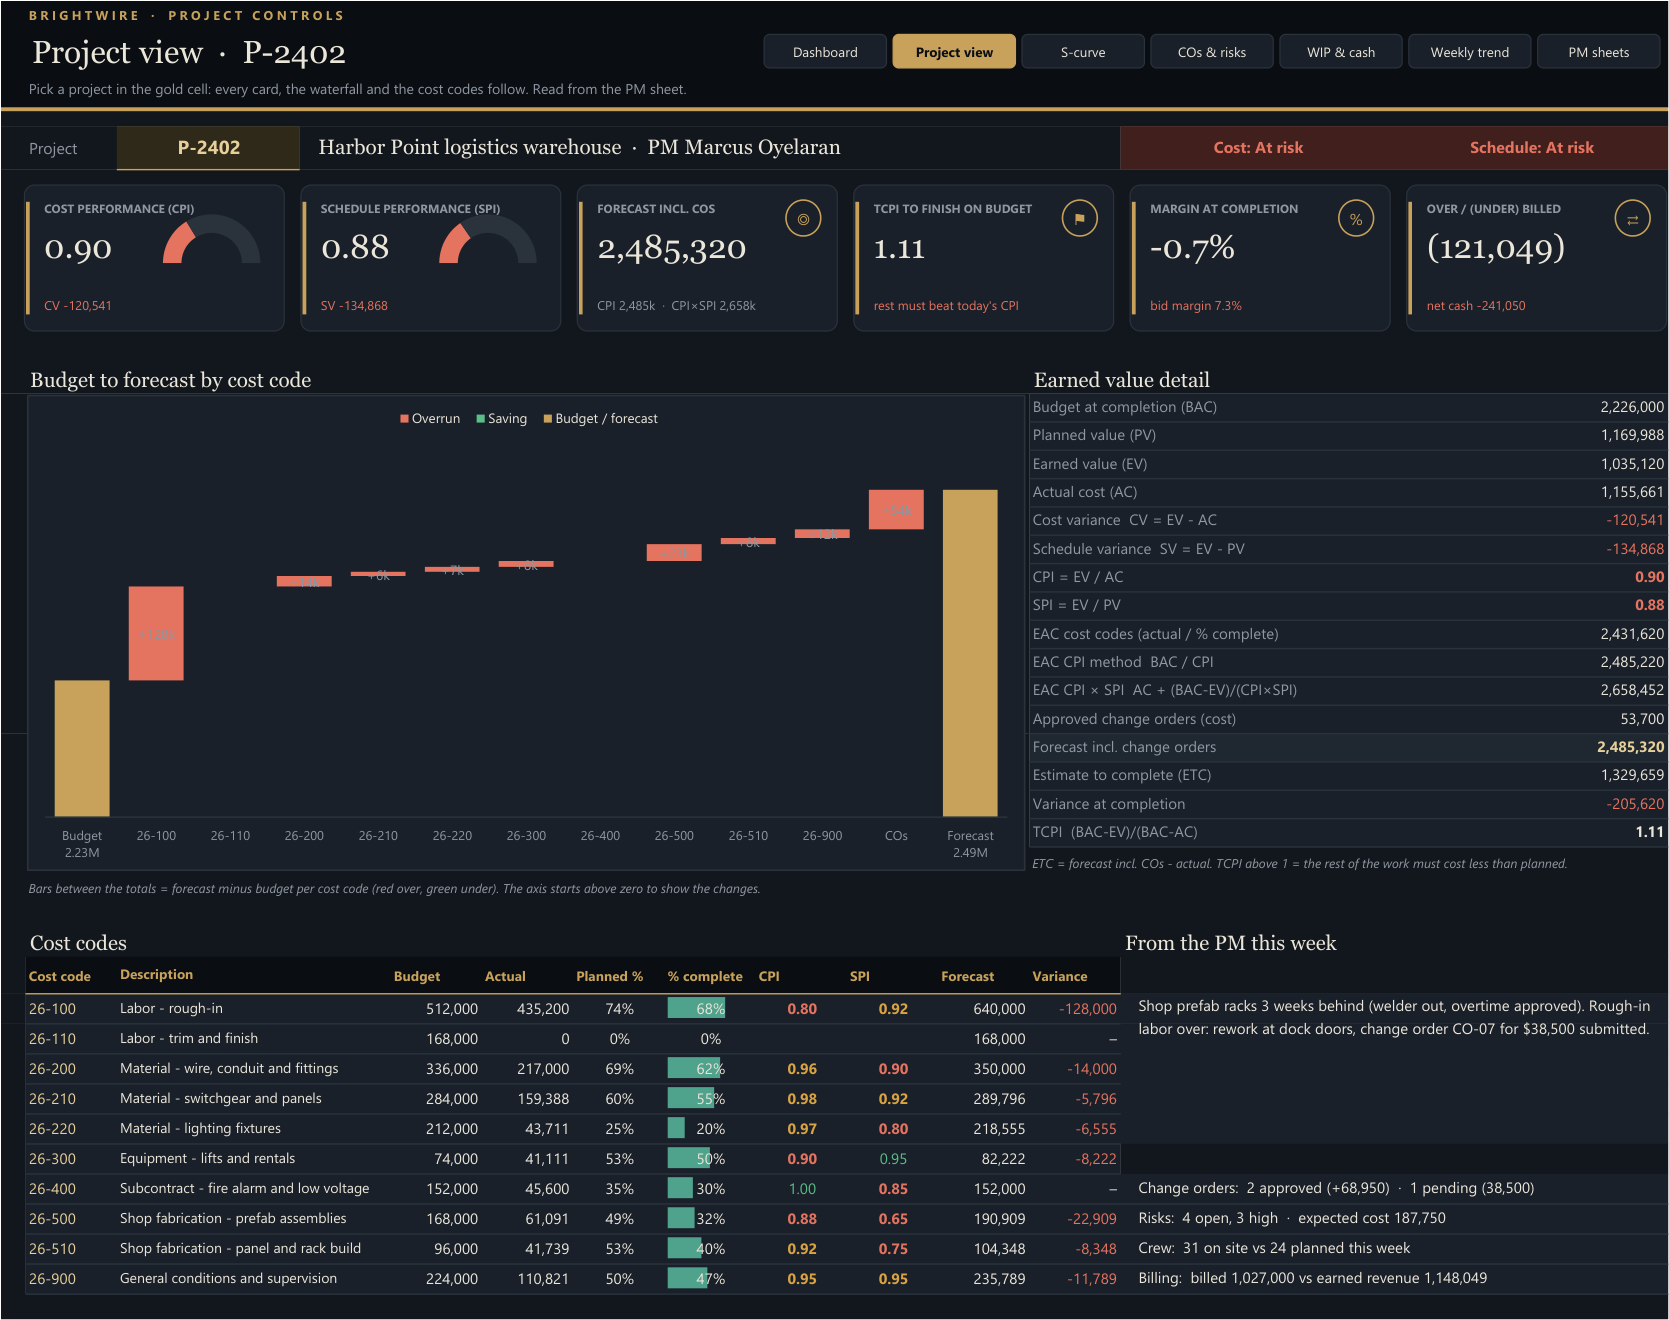 BRIGHTWIRE · PROJECT CONTROLS
Project view · P-2402
Dashboard
Project view
S-curve
COs & risks
WIP & cash
Weekly trend
PM sheets
Pick a project in the gold cell: every card, the waterfall and the cost codes follow. Read from the PM sheet.
Project P-2402 Harbor Point logistics warehouse · PM Marcus Oyelaran Cost: At risk Schedule: At risk
COST PERFORMANCE (CPI)
0.90
CV -120,541
SCHEDULE PERFORMANCE (SPI)
0.88
SV -134,868
FORECAST INCL. COS
2,485,320
CPI 2,485k · CPI×SPI 2,658k
TCPI TO FINISH ON BUDGET
1.11
rest must beat today's CPI
MARGIN AT COMPLETION
%
-0.7%
bid margin 7.3%
OVER / (UNDER) BILLED
(121,049)
net cash -241,050
Budget to forecast by cost code
Overrun Saving Budget / forecast
+6k
+7k
+8k
+8k
Budget 26-100 26-110 26-200 26-210 26-220 26-300 26-400 26-500 26-510 26-900 COs Forecast
2.23M 2.49M
Bars between the totals = forecast minus budget per cost code (red over, green under). The axis starts above zero to show the changes.
Earned value detail
Budget at completion (BAC) 2,226,000
Planned value (PV) 1,169,988
Earned value (EV) 1,035,120
Actual cost (AC) 1,155,661
Cost variance CV = EV - AC -120,541
Schedule variance SV = EV - PV -134,868
CPI = EV / AC 0.90
SPI = EV / PV 0.88
EAC cost codes (actual / % complete) 2,431,620
EAC CPI method BAC / CPI 2,485,220
EAC CPI × SPI AC + (BAC-EV)/(CPI×SPI) 2,658,452
Approved change orders (cost) 53,700
Forecast incl. change orders 2,485,320
Estimate to complete (ETC) 1,329,659
Variance at completion -205,620
TCPI (BAC-EV)/(BAC-AC) 1.11
ETC = forecast incl. COs - actual. TCPI above 1 = the rest of the work must cost less than planned.
Cost codes
Cost code Description Budget Actual Planned % % complete CPI SPI Forecast Variance
26-100 Labor - rough-in 512,000 435,200 74% 68% 0.80 0.92 640,000 -128,000
26-110 Labor - trim and finish 168,000 0 0% 0% 168,000 –
26-200 Material - wire, conduit and fittings 336,000 217,000 69% 62% 0.96 0.90 350,000 -14,000
26-210 Material - switchgear and panels 284,000 159,388 60% 55% 0.98 0.92 289,796 -5,796
26-220 Material - lighting fixtures 212,000 43,711 25% 20% 0.97 0.80 218,555 -6,555
26-300 Equipment - lifts and rentals 74,000 41,111 53% 50% 0.90 0.95 82,222 -8,222
26-400 Subcontract - fire alarm and low voltage 152,000 45,600 35% 30% 1.00 0.85 152,000 –
26-500 Shop fabrication - prefab assemblies 168,000 61,091 49% 32% 0.88 0.65 190,909 -22,909
26-510 Shop fabrication - panel and rack build 96,000 41,739 53% 40% 0.92 0.75 104,348 -8,348
26-900 General conditions and supervision 224,000 110,821 50% 47% 0.95 0.95 235,789 -11,789
From the PM this week
Shop prefab racks 3 weeks behind (welder out, overtime approved). Rough-in
labor over: rework at dock doors, change order CO-07 for $38,500 submitted.
Change orders: 2 approved (+68,950) · 1 pending (38,500)
Risks: 4 open, 3 high · expected cost 187,750
Crew: 31 on site vs 24 planned this week
Billing: billed 1,027,000 vs earned revenue 1,148,049